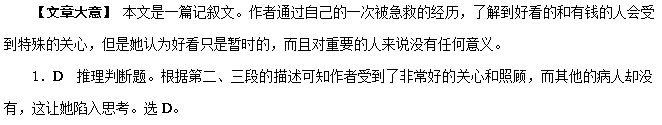 【文章大意】 本文是一篇记叙文。作者通过自己的一次被急救的经历，了解到好看的和有钱的人会受
到特殊的关心，但是她认为好看只是暂时的，而且对重要的人来说没有任何意义。
1．D 推理判断题。根据第二、三段的描述可知作者受到了非常好的关心和照顾，而其他的病人却没
有，这让她陷入思考。选 D。